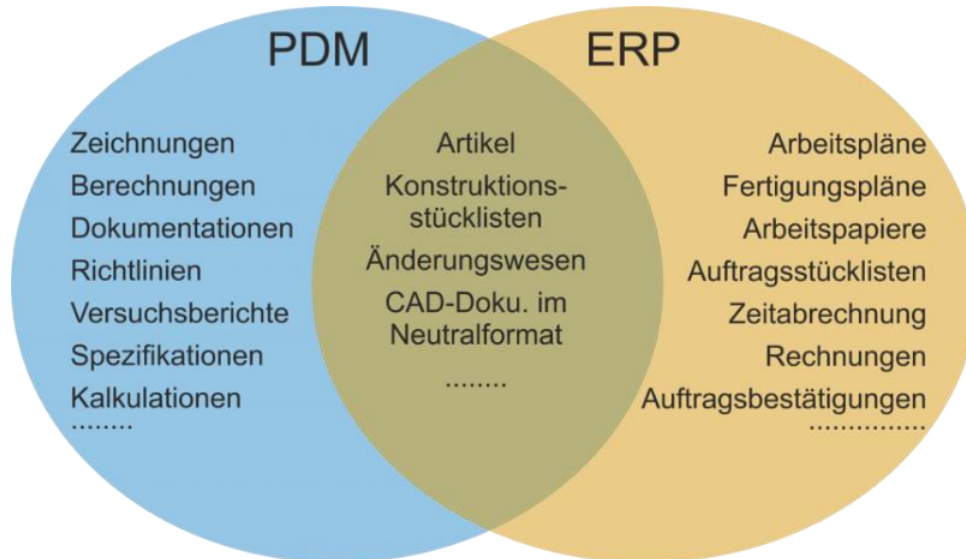 PDM
ERP
Zeichnungen
Berechnungen
Dokumentationen
Richtlinien
Versuchsberichte
Spezifikationen
Kalkulationen
........
Artikel
Konstruktions-
stücklisten
Änderungswesen
CAD-Doku. im
Neutralformat
........
Arbeitspläne
Fertigungspläne
Arbeitspapiere
Auftragsstücklisten
Zeitabrechnung
Rechnungen
Auftragsbestätigungen
...............